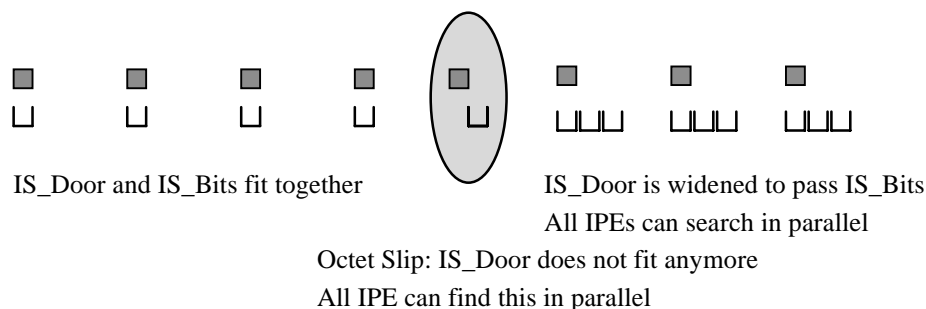 IS_Door and IS_Bits fit together
IS_Door is widened to pass IS_Bits
All IPEs can search in parallel
Octet Slip: IS_Door does not fit anymore
All IPE can find this in parallel